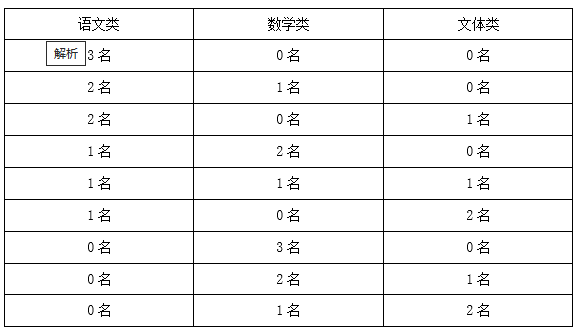 语文类 数学类 文体类
解析 3名 0名 0名
2名 1名 0名
2名 0名 1名
1名 2名 0名
1名 1名 1名
1名 0名 2名
0名 3名 0名
0名 2名 1名
0名 1名 2名